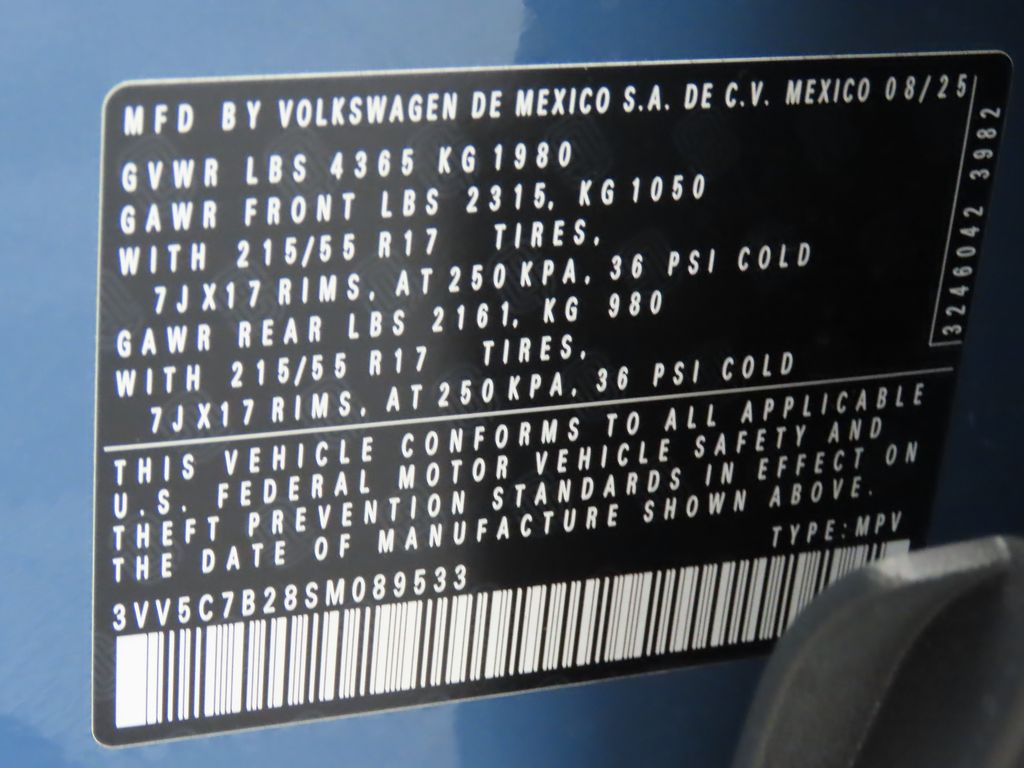 MFD BY VOLKSWAGEN DE MEXICO S.A. DE C.V. MEXICO 08/25
GVWR LBS 4365 KG 1980
GAWR FRONT LBS 2315, KG 1050
WITH 215/55 R17 TIRES,
7JX17 RIMS, AT 250 KPA, 36 PSI COLD
GAWR REAR LBS 2161, KG 980
WITH 215/55 R17 TIRES,
7JX17 RIMS, AT 250 KPA, 36 PSI COLD
3246042 3982
THIS VEHICLE CONFORMS TO ALL APPLICABLE
U.S. FEDERAL MOTOR VEHICLE SAFETY AND
THEFT PREVENTION STANDARDS IN EFFECT ON
THE DATE OF MANUFACTURE SHOWN ABOVE.
TYPE:MPV
3VV5C7B28SM089533